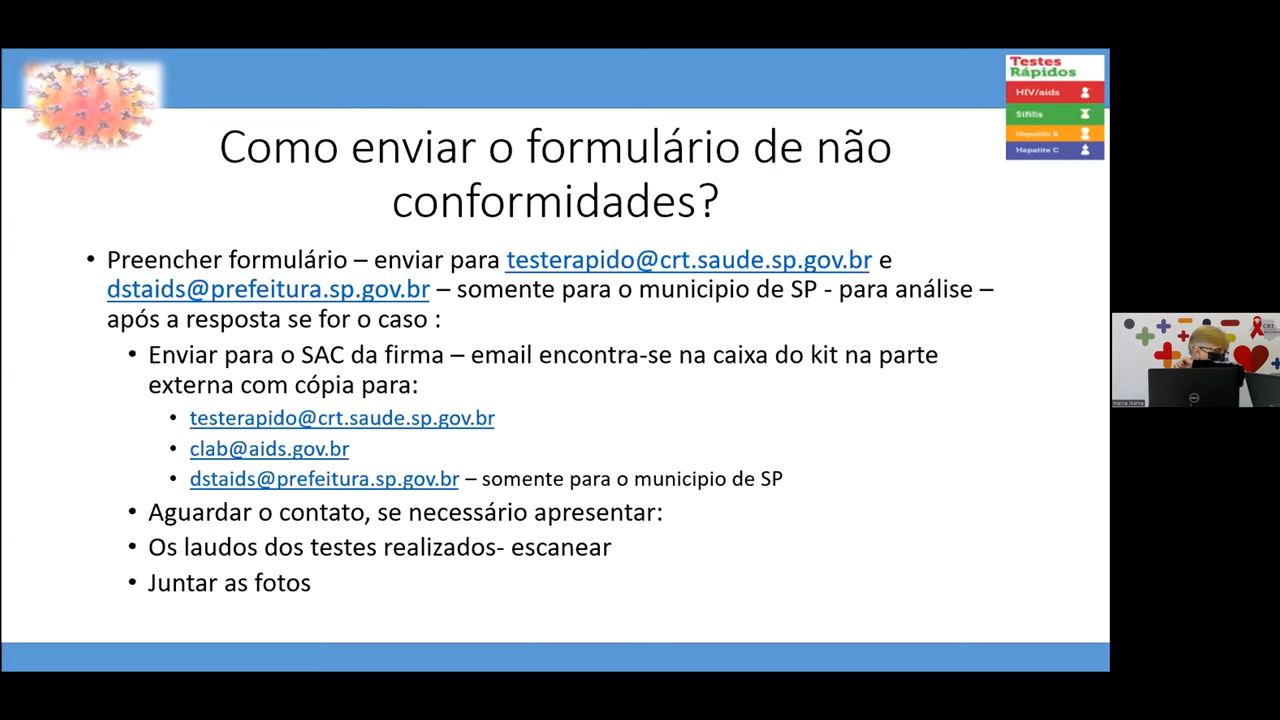 Testes
Rápidos
HIV/aids
Sífilis
Hepatite B
Hepatite C
Como enviar o formulário de não
conformidades?
• Preencher formulário – enviar para testerapido@crt.saude.sp.gov.br e
dstaids@prefeitura.sp.gov.br – somente para o municipio de SP - para análise –
após a resposta se for o caso :
• Enviar para o SAC da firma – email encontra-se na caixa do kit na parte
externa com cópia para:
• testerapido@crt.saude.sp.gov.br
• clab@aids.gov.br
• dstaids@prefeitura.sp.gov.br – somente para o municipio de SP
• Aguardar o contato, se necessário apresentar:
• Os laudos dos testes realizados- escanear
• Juntar as fotos
CRT